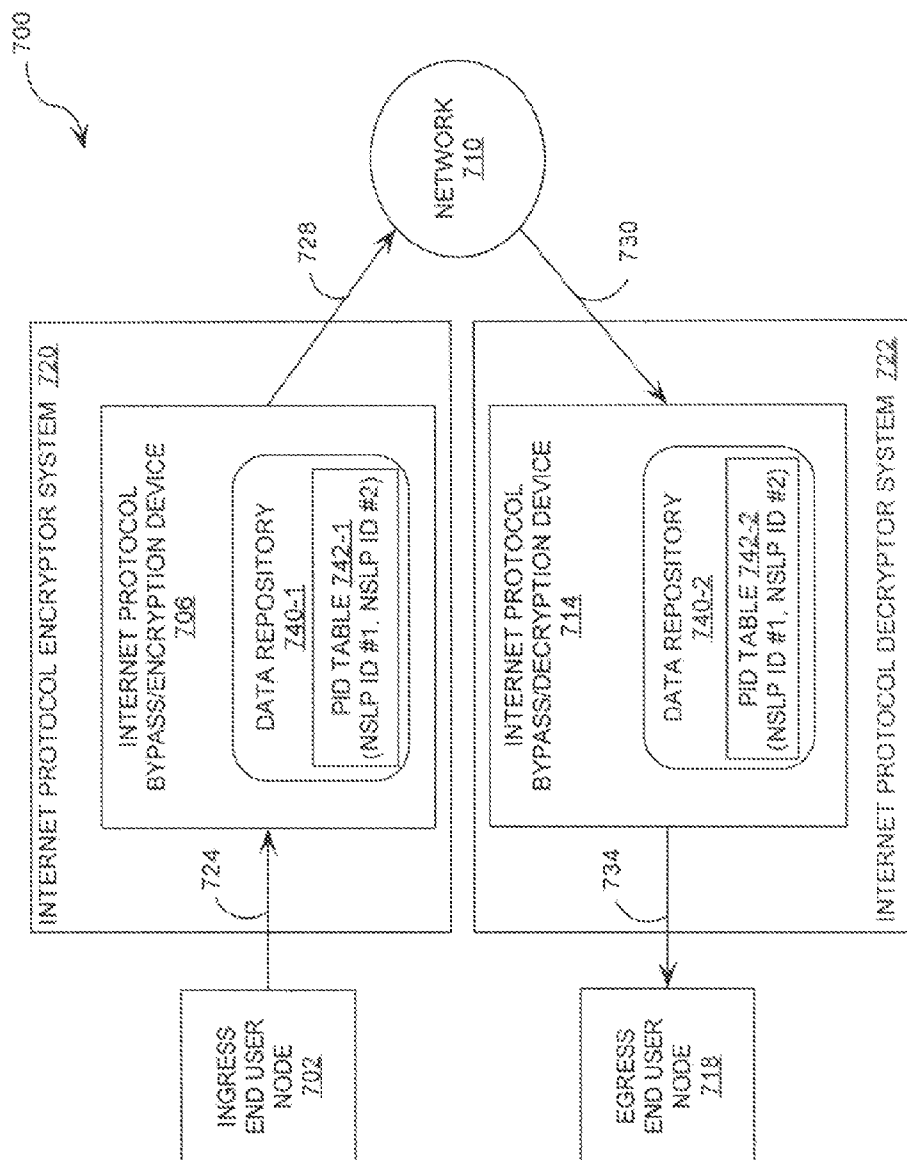 700
INTERNET PROTOCOL ENCRYPTOR SYSTEM 720
INGRESS
END USER
NODE
702
724
INTERNET PROTOCOL
BYPASS/ENCRYPTION DEVICE
706
DATA REPOSITORY
740-1
PID TABLE 742-1
(NSLP ID #1, NSLP ID #2)
728
NETWORK
710
730
INTERNET PROTOCOL
BYPASS/DECRYPTION DEVICE
714
DATA REPOSITORY
740-2
PID TABLE 742-2
(NSLP ID #1, NSLP ID #2)
734
EGRESS
END USER
NODE
718
INTERNET PROTOCOL DECRYPTOR SYSTEM 722